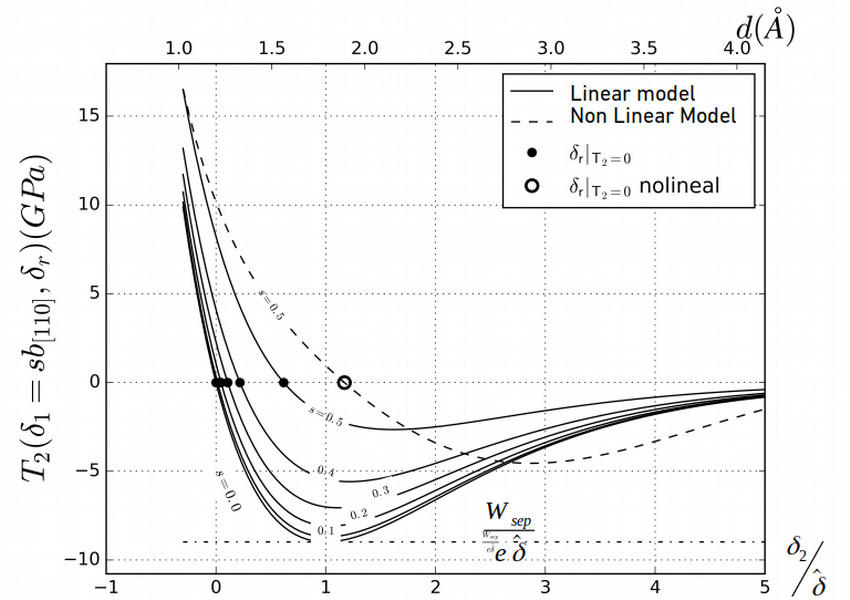 d(Å)
1.0 1.5 2.0 2.5 3.0 3.5 4.0
Linear model
Non Linear Model
δr|T₂=0
δr|T₂=0 nolineal
T₂(δ₁ = sb[110], δr)(GPa)
15
10
5
0
−5
−10
s=0.5
s=0.5
0.4
0.3
0.2
0.1
s=0.0
W sep
e δ̂
−1 0 1 2 3 4 5
δ₂/δ̂